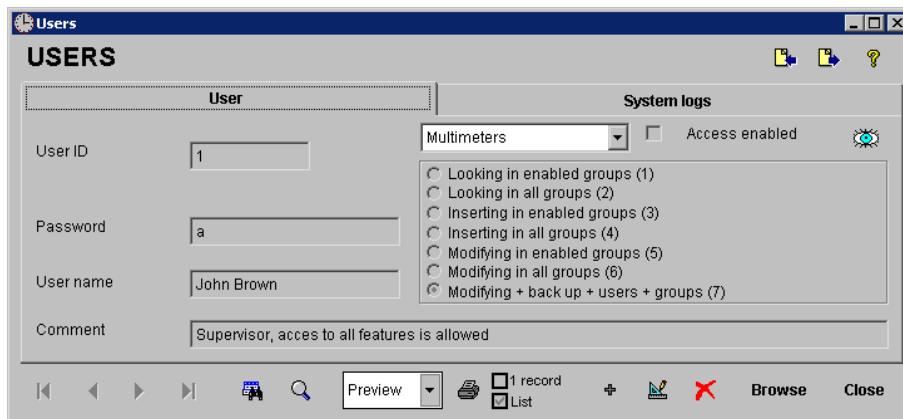 Users
USERS
User
System logs
Multimeters
Access enabled
User ID
1
Looking in enabled groups (1)
Looking in all groups (2)
Inserting in enabled groups (3)
Inserting in all groups (4)
Modifying in enabled groups (5)
Modifying in all groups (6)
Modifying + back up + users + groups (7)
Password
a
User name
John Brown
Comment
Supervisor, acces to all features is allowed
Preview
1 record
List
Browse
Close